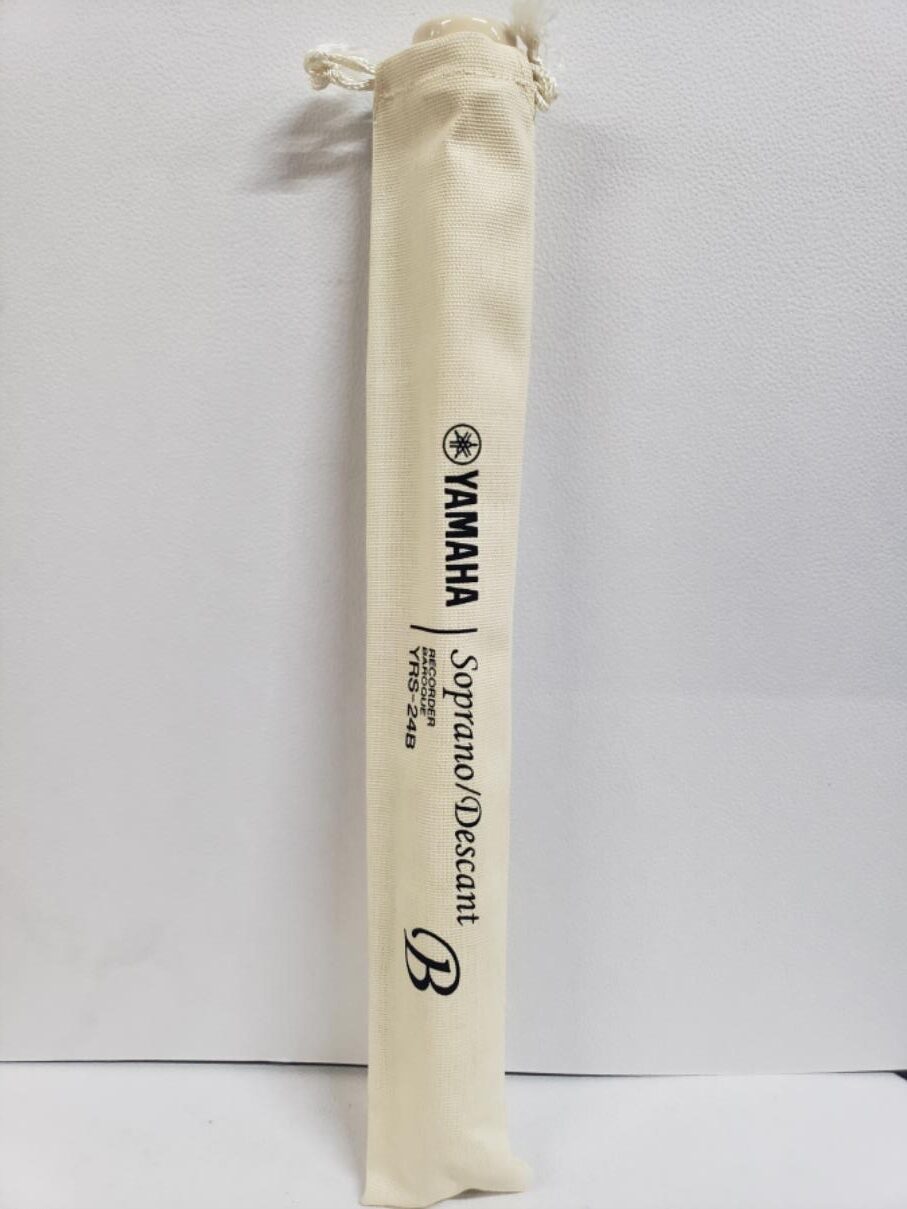 YAMAHA
Soprano/Descant
RECORDER
BAROQUE
YRS-24B
B